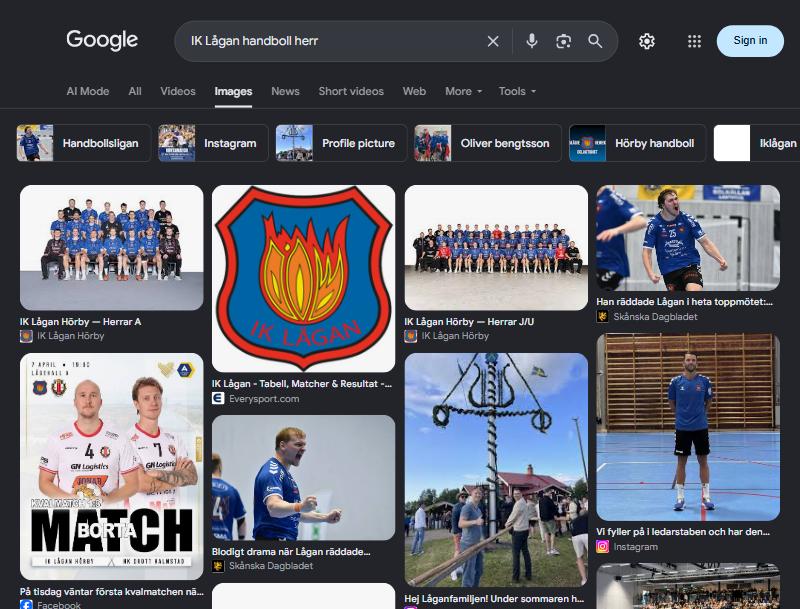 Google
IK Lågan handboll herr
Sign in
AI Mode All Videos Images News Short videos Web More Tools
Handbollsligan Instagram Profile picture Oliver bengtsson Hörby handboll Iklågan
IK LÅGAN
25
IK Lågan Hörby — Herrar A
IK Lågan Hörby
IK Lågan Hörby — Herrar J/U
IK Lågan Hörby
Han räddade Lågan i heta toppmötet:...
Skånska Dagbladet
7 APRIL
4
7
GN Logistics
GN Logistics
MATCH
BORTA
IK LÅGAN HÖRBY
HK DROTT HALMSTAD
IK Lågan - Tabell, Matcher & Resultat -...
Everysport.com
Blodigt drama när Lågan räddade...
Skånska Dagbladet
Vi fyller på i ledarstaben och har den...
Instagram
På tisdag väntar första kvalmatchen nä...
Facebook
Hej Låganfamiljen! Under sommaren h...